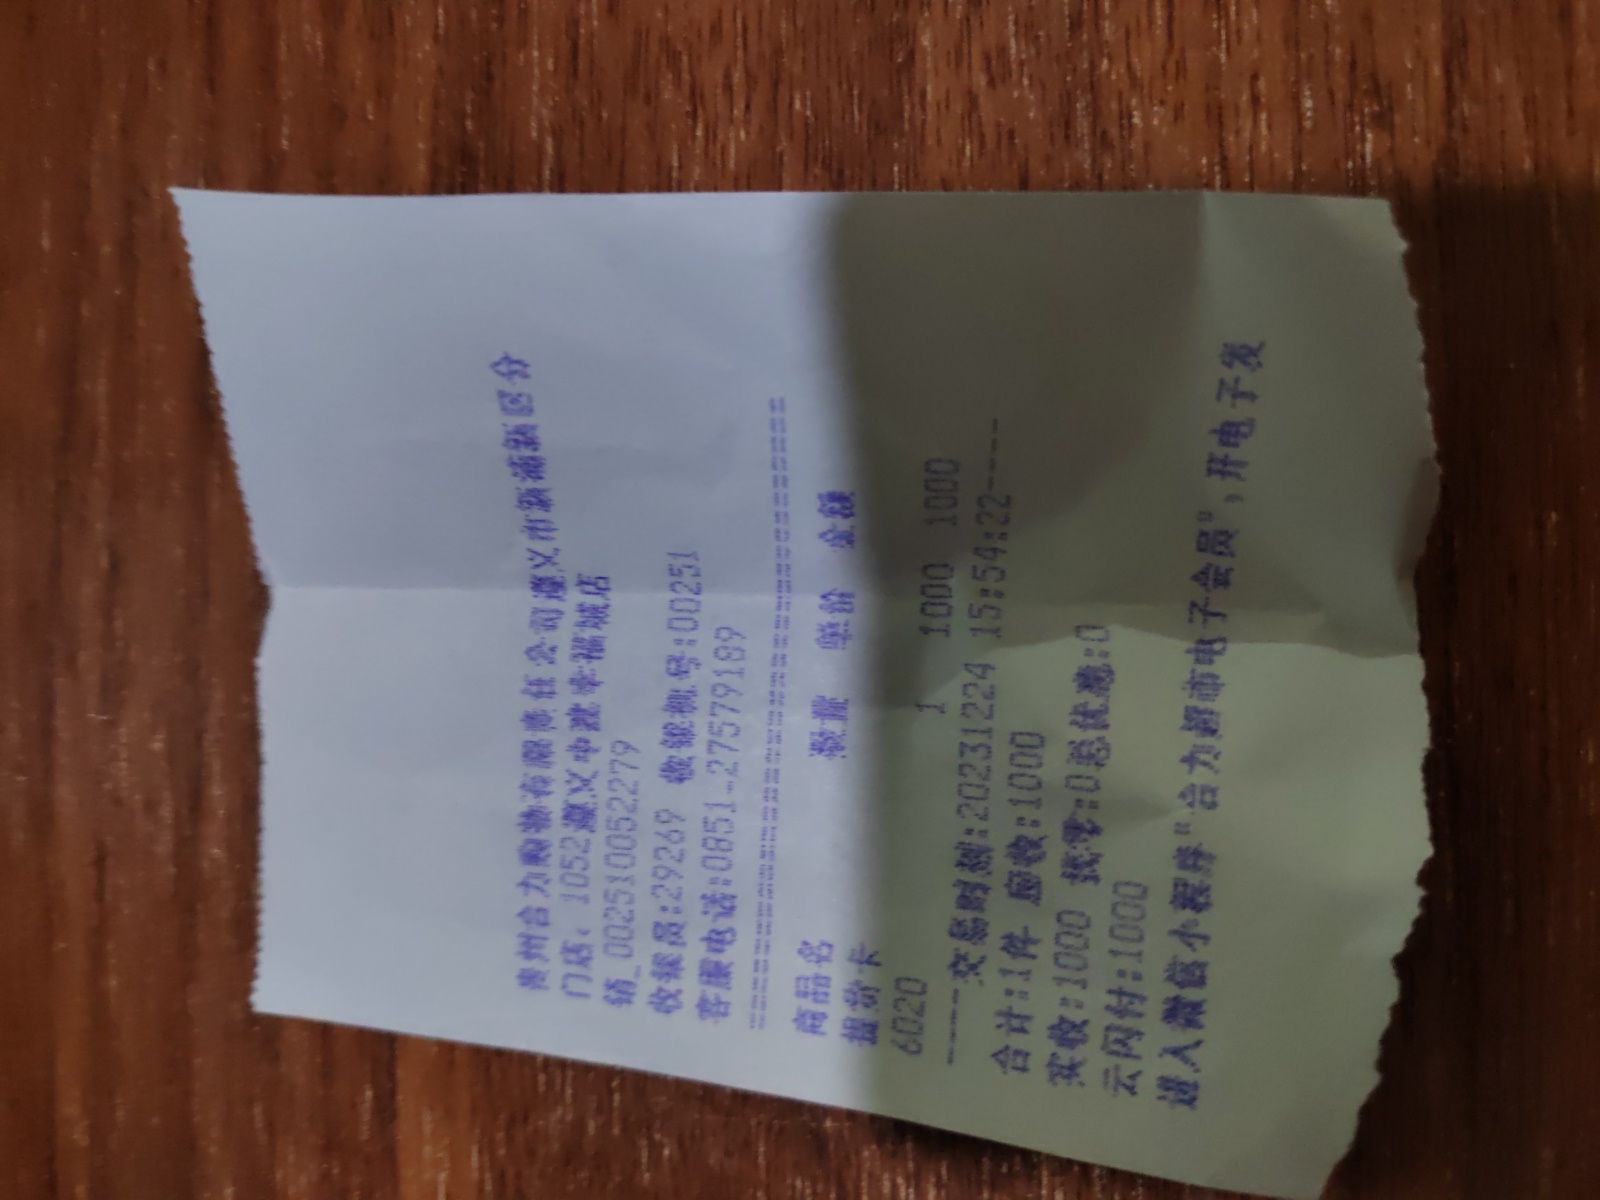 贵州合力购物有限责任公司遵义市新蒲新区分
门店：1052遵义中建幸福城店
销_002510052279
收银员:29269 收银机号:00251
客服电话:0851-27579189
商品名 数量 单价 金额
提货卡
6020 1 1000 1000
-----交易时刻:20231224 15:54:22----
合计:1件 应收:1000
实收:1000 找零:0总优惠:0
云闪付:1000
进入微信小程序"合力超市电子会员",开电子发